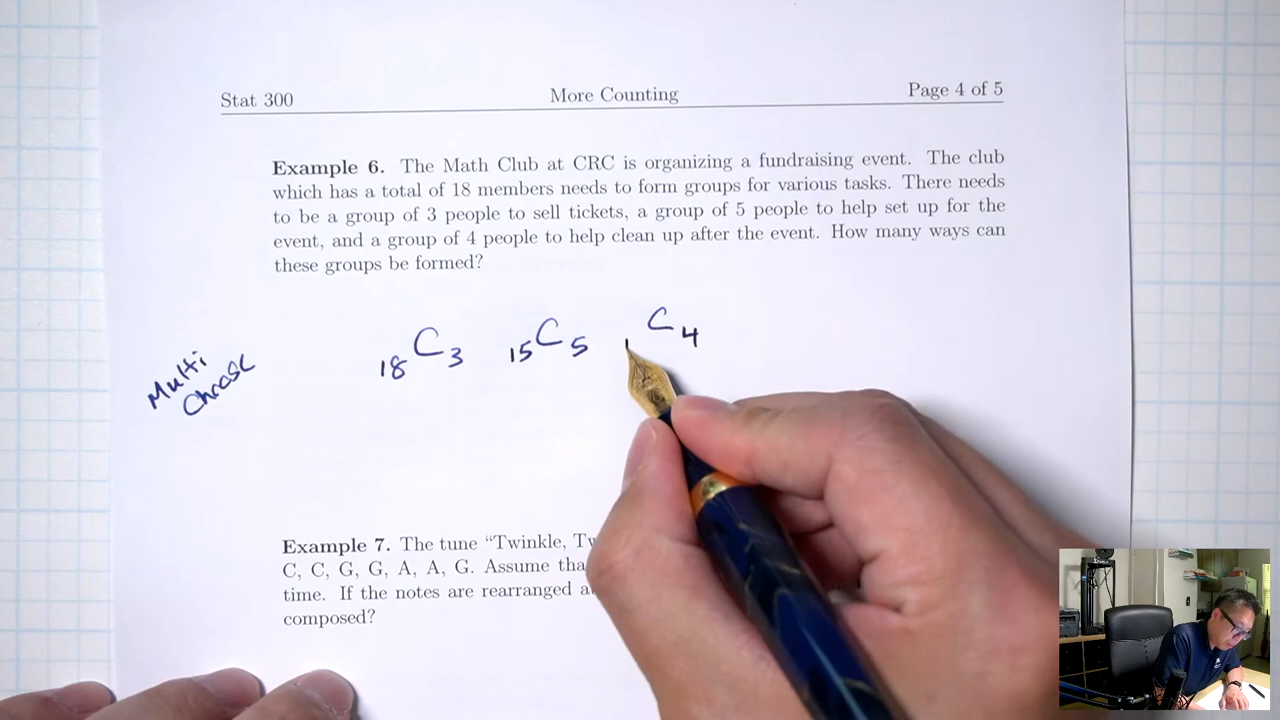 Stat 300 More Counting Page 4 of 5
Example 6. The Math Club at CRC is organizing a fundraising event. The club
which has a total of 18 members needs to form groups for various tasks. There needs
to be a group of 3 people to sell tickets, a group of 5 people to help set up for the
event, and a group of 4 people to help clean up after the event. How many ways can
these groups be formed?
Multi
Choose
18C3 15C5 1C4
Example 7. The tune “Twinkle, Tw
C, C, G, G, A, A, G. Assume tha
time. If the notes are rearranged a
composed?